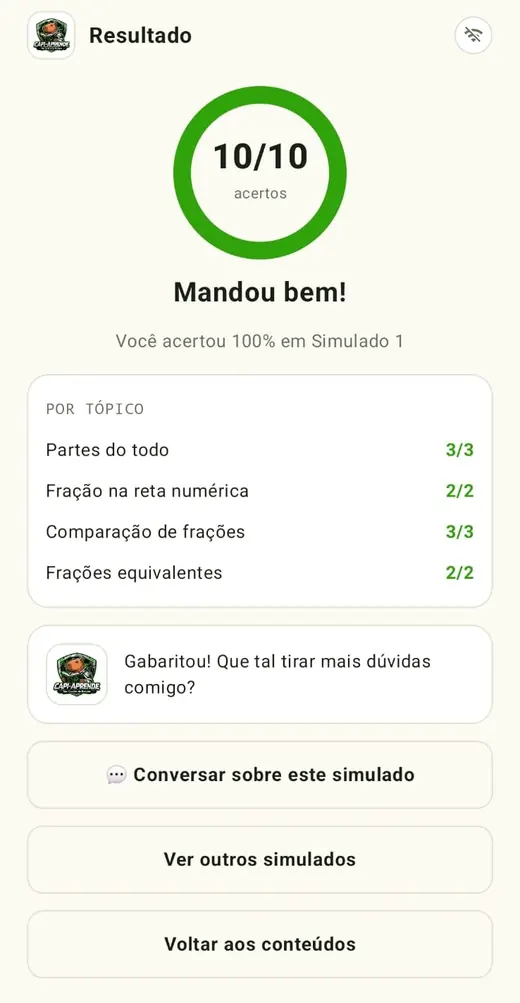 Resultado
10/10
acertos
Mandou bem!
Você acertou 100% em Simulado 1
POR TÓPICO
Partes do todo 3/3
Fração na reta numérica 2/2
Comparação de frações 3/3
Frações equivalentes 2/2
CAPI-APRENDE
Gabaritou! Que tal tirar mais dúvidas
comigo?
Conversar sobre este simulado
Ver outros simulados
Voltar aos conteúdos